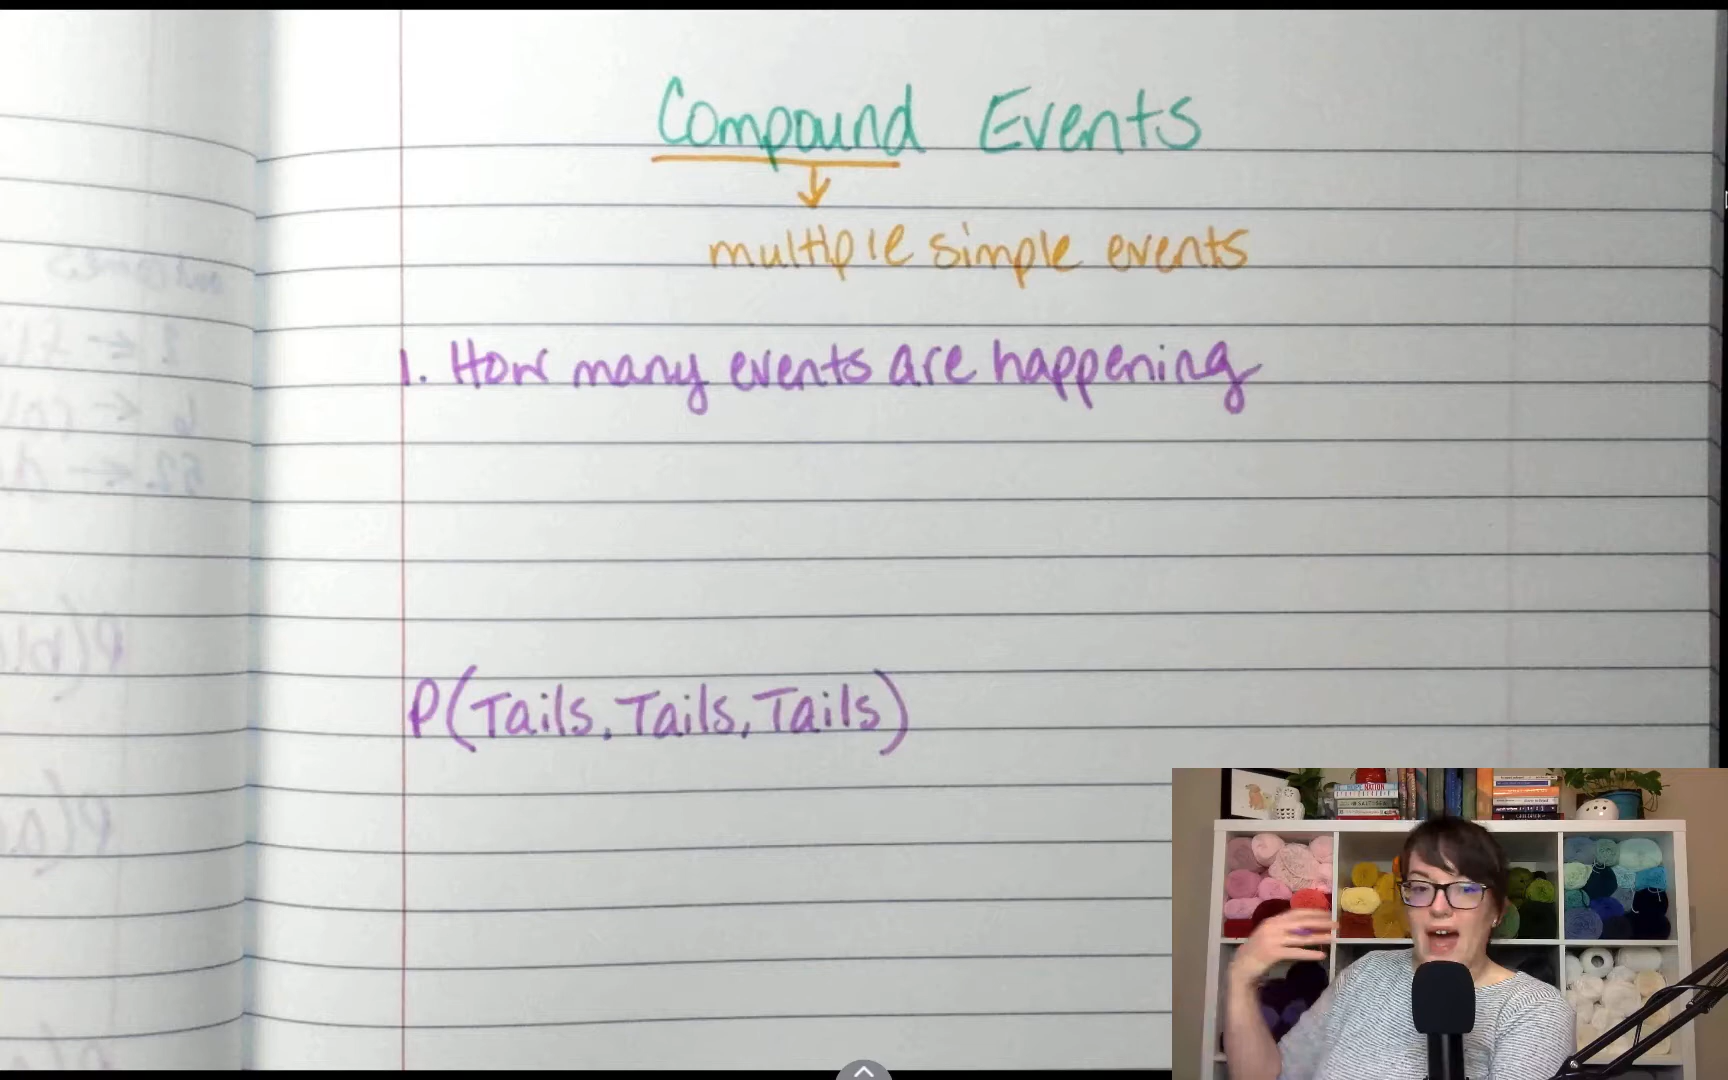 Compound Events
multiple simple events
1. How many events are happening
P(Tails, Tails, Tails)